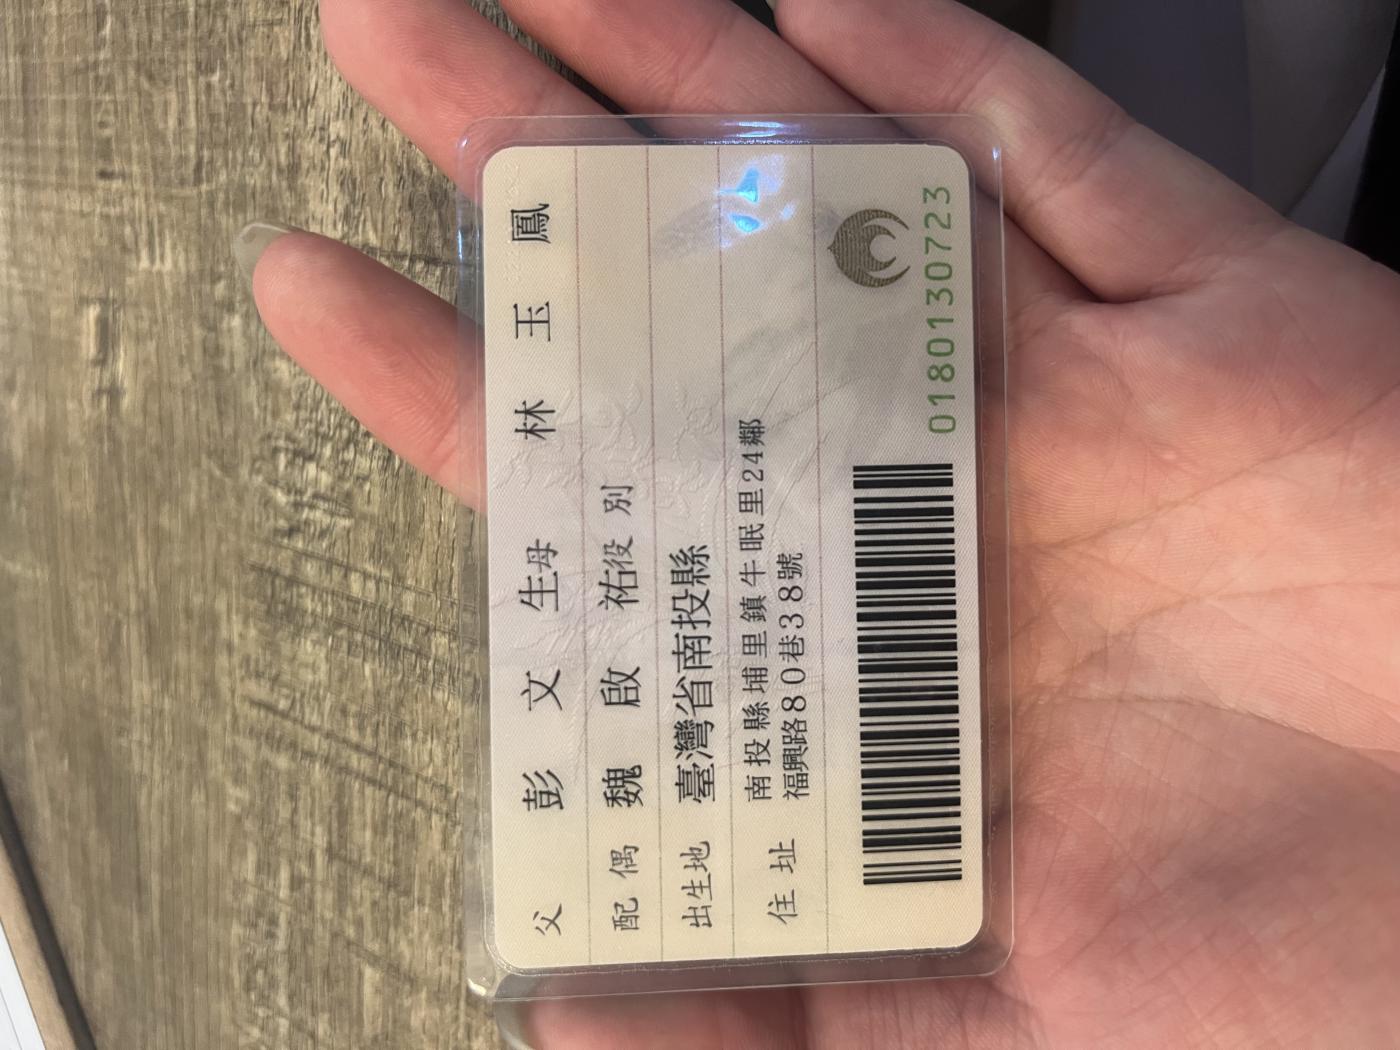 父 彭文生 母 林玉鳳
配偶 魏啟祐 役別
出生地 臺灣省南投縣
住址 南投縣埔里鎮牛眠里24鄰
福興路80巷38號
0180130723